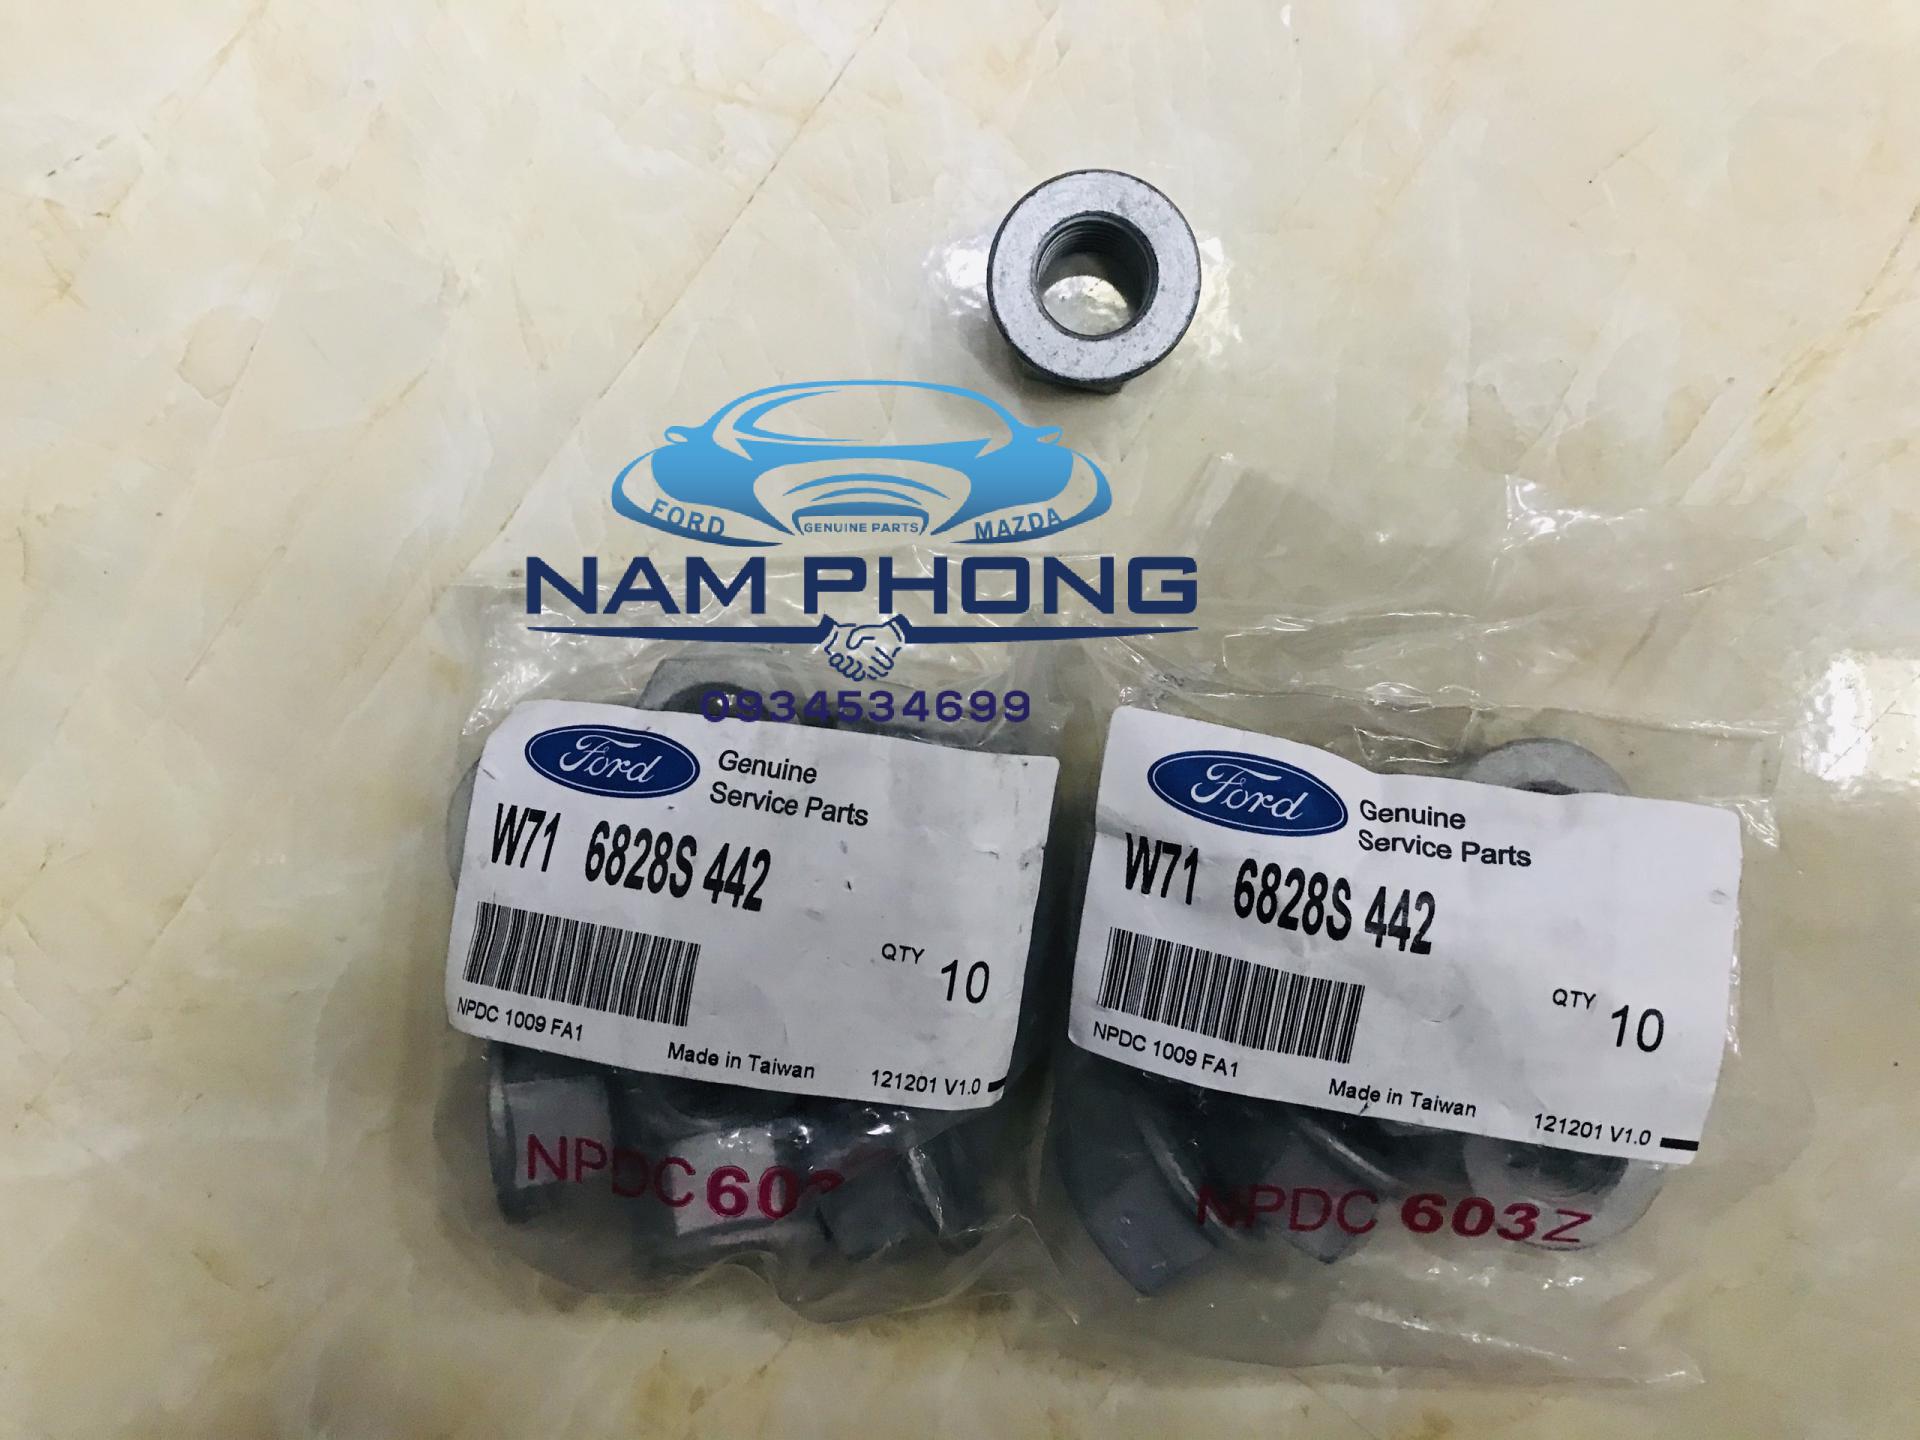 FORD
GENUINE PARTS
MAZDA
NAM PHONG
0934534699
Ford
Genuine
Service Parts
W71 6828S 442
QTY 10
NPDC 1009 FA1
Made in Taiwan
121201 V1.0
NPDC
Ford
Genuine
Service Parts
W71 6828S 442
QTY 10
NPDC 1009 FA1
Made in Taiwan
121201 V1.0
NPDC 603Z